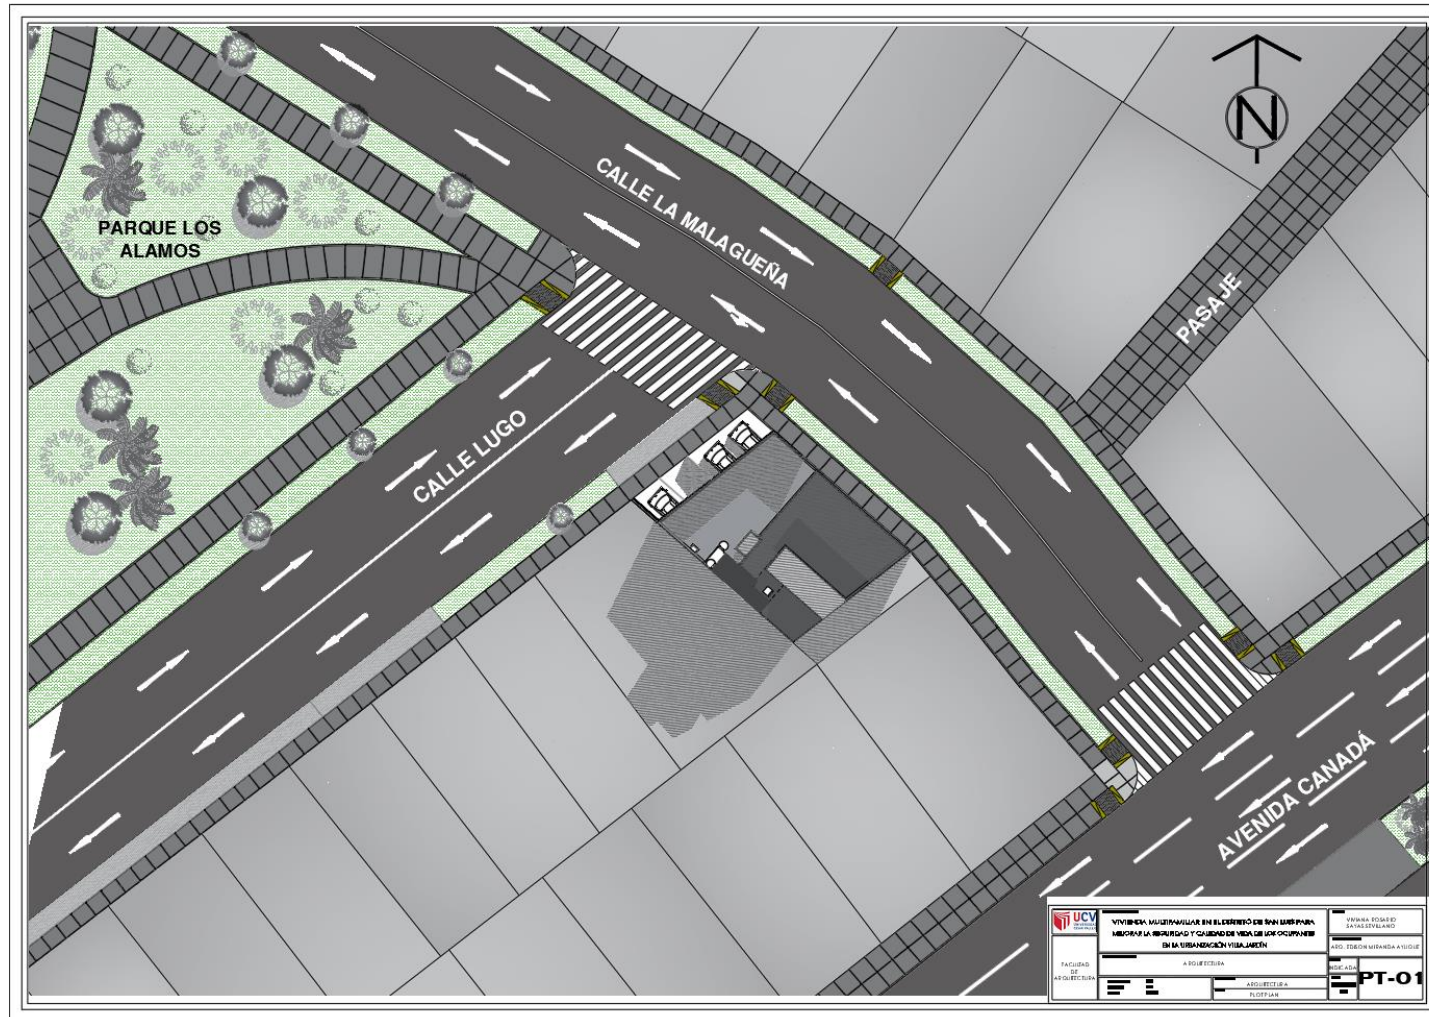 N
CALLE LA MALAGUEÑA
PARQUE LOS
ALAMOS
PASAJE
CALLE LUGO
AVENIDA CANADÁ
UCV
VIVIENDA MULTIFAMILIAR EN EL DISTRITO DE SAN LUIS PARA
MEJORAR LA SEGURIDAD Y CALIDAD DE VIDA DE LOS OCUPANTES
EN LA URBANIZACIÓN VILLA JARDÍN
VIVIANA ROSARIO
SAYAS SEVILLANO
ARQ. EDISON MIRANDA AYUQUE
FACULTAD
DE
ARQUITECTURA
ARQUITECTURA
INDICADA
ARQUITECTURA
PLOT PLAN
PT-01